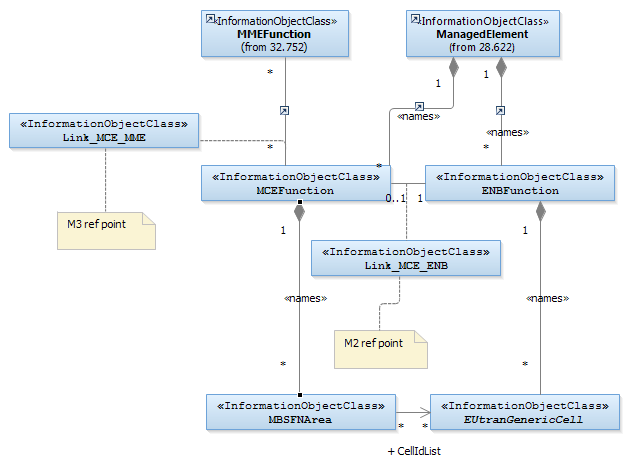 «InformationObjectClass»
MMEFunction
(from 32.752)
«InformationObjectClass»
ManagedElement
(from 28.622)
*
1
1
«names»
«names»
«InformationObjectClass»
Link_MCE_MME
*
*
*
«InformationObjectClass»
MCEFunction
«InformationObjectClass»
ENBFunction
0..1
1
M3 ref point
1
1
«InformationObjectClass»
Link_MCE_ENB
«names»
«names»
M2 ref point
*
*
«InformationObjectClass»
MBSFNArea
«InformationObjectClass»
EUtranGenericCell
*
*
+ CellIdList